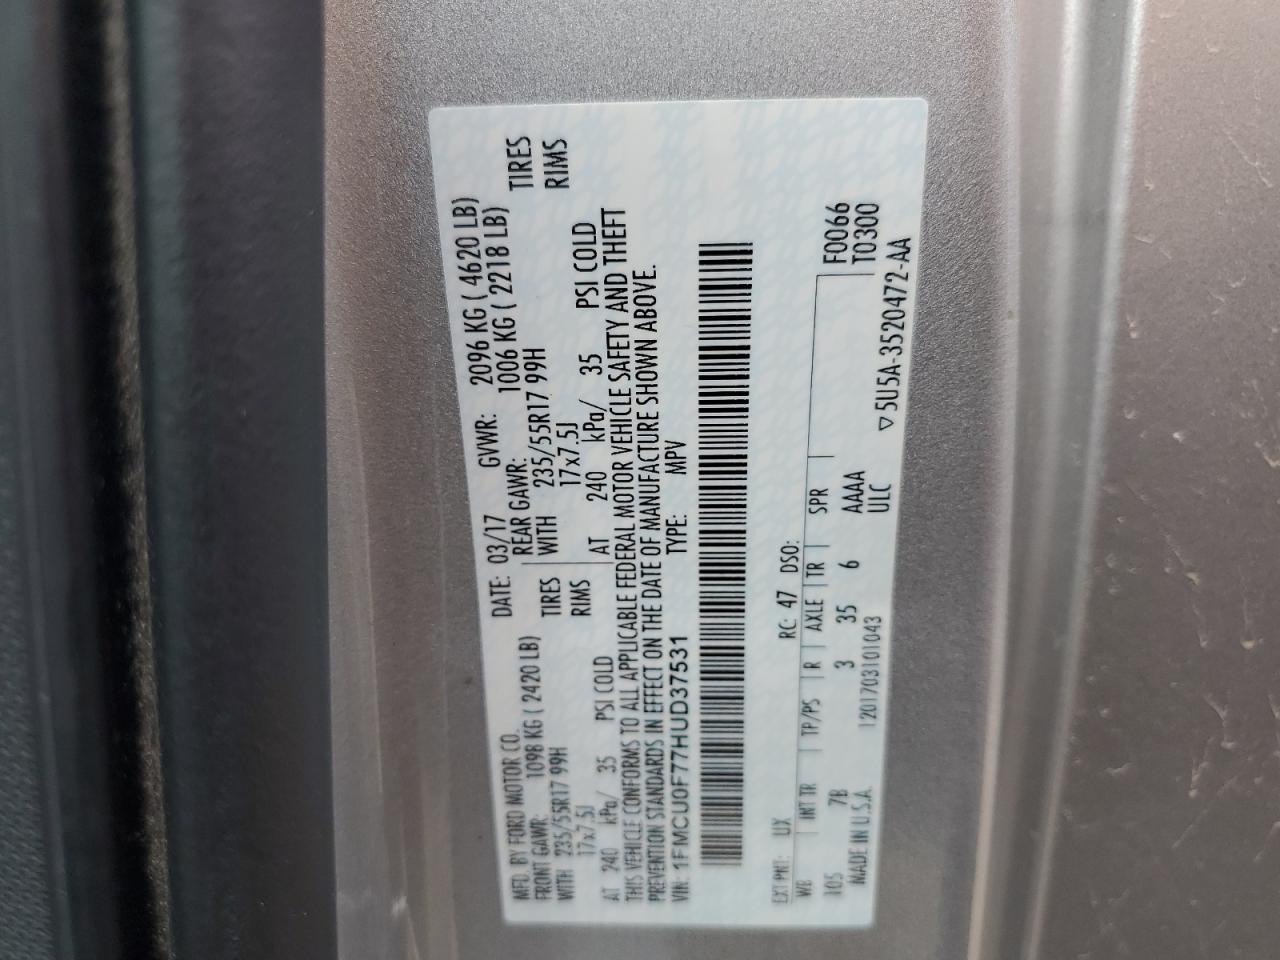 MFD. BY FORD MOTOR CO. DATE: 03/17 GVWR: 2096 KG ( 4620 LB)
FRONT GAWR: 1098 KG ( 2420 LB) REAR GAWR: 1006 KG ( 2218 LB)
WITH 235/55R17 99H TIRES WITH 235/55R17 99H TIRES
17x7.5J RIMS 17x7.5J RIMS
AT 240 kPa/ 35 PSI COLD AT 240 kPa/ 35 PSI COLD
THIS VEHICLE CONFORMS TO ALL APPLICABLE FEDERAL MOTOR VEHICLE SAFETY AND THEFT
PREVENTION STANDARDS IN EFFECT ON THE DATE OF MANUFACTURE SHOWN ABOVE.
VIN: 1FMCU0F77HUD37531 TYPE: MPV
EXT PNT: UX RC: 47 DSO:
WB INT TR TP/PS R AXLE TR SPR F0066
105 7B 3 35 6 AAAA T0300
MADE IN U.S.A. 1201703101043 ULC ▽5U5A-3520472-AA